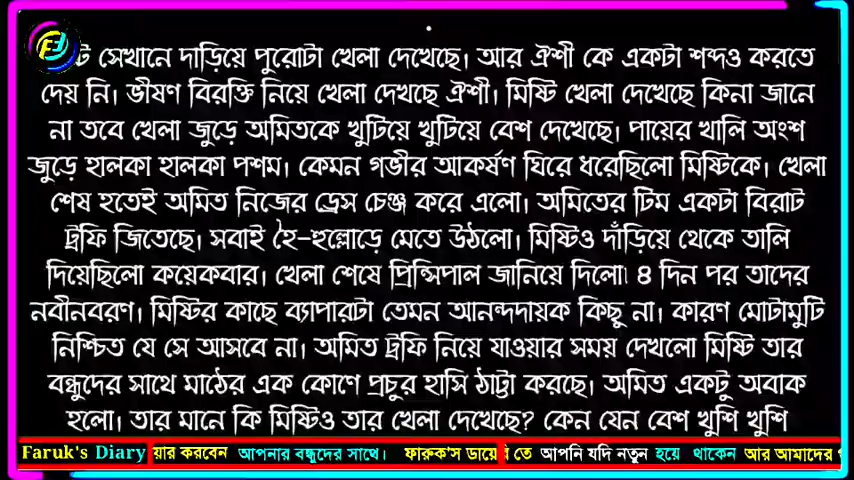 সেখানে দাড়িয়ে পুরোটা খেলা দেখেছে। আর ঐশী কে একটা শব্দও করতে
দেয় নি। ভীষণ বিরক্তি নিয়ে খেলা দেখছে ঐশী। মিষ্টি খেলা দেখেছে কিনা জানে
না তবে খেলা জুড়ে অমিতকে খুটিয়ে খুটিয়ে বেশ দেখেছে। পায়ের খালি অংশ
জুড়ে হালকা হালকা পশম। কেমন গভীর আকর্ষণ ঘিরে ধরেছিলো মিষ্টিকে। খেলা
শেষ হতেই অমিত নিজের ড্রেস চেঞ্জ করে এলো। অমিতের টিম একটা বিরাট
ট্রফি জিতেছে। সবাই হৈ-হুল্লোড়ে মেতে উঠলো। মিষ্টিও দাঁড়িয়ে থেকে তালি
দিয়েছিলো কয়েকবার। খেলা শেষে প্রিন্সিপাল জানিয়ে দিলো। ৪ দিন পর তাদের
নবীনবরণ। মিষ্টির কাছে ব্যাপারটা তেমন আনন্দদায়ক কিছু না। কারণ মোটামুটি
নিশ্চিত যে সে আসবে না। অমিত ট্রফি নিয়ে যাওয়ার সময় দেখলো মিষ্টি তার
বন্ধুদের সাথে মাঠের এক কোণে প্রচুর হাসি ঠাট্টা করছে। অমিত একটু অবাক
হলো। তার মানে কি মিষ্টিও তার খেলা দেখেছে? কেন যেন বেশ খুশি খুশি
Faruk's Diary য়ার করবেন আপনার বন্ধুদের সাথে। ফারুক'স ডায়েরি তে আপনি যদি নতুন হয়ে থাকেন আর আমাদের